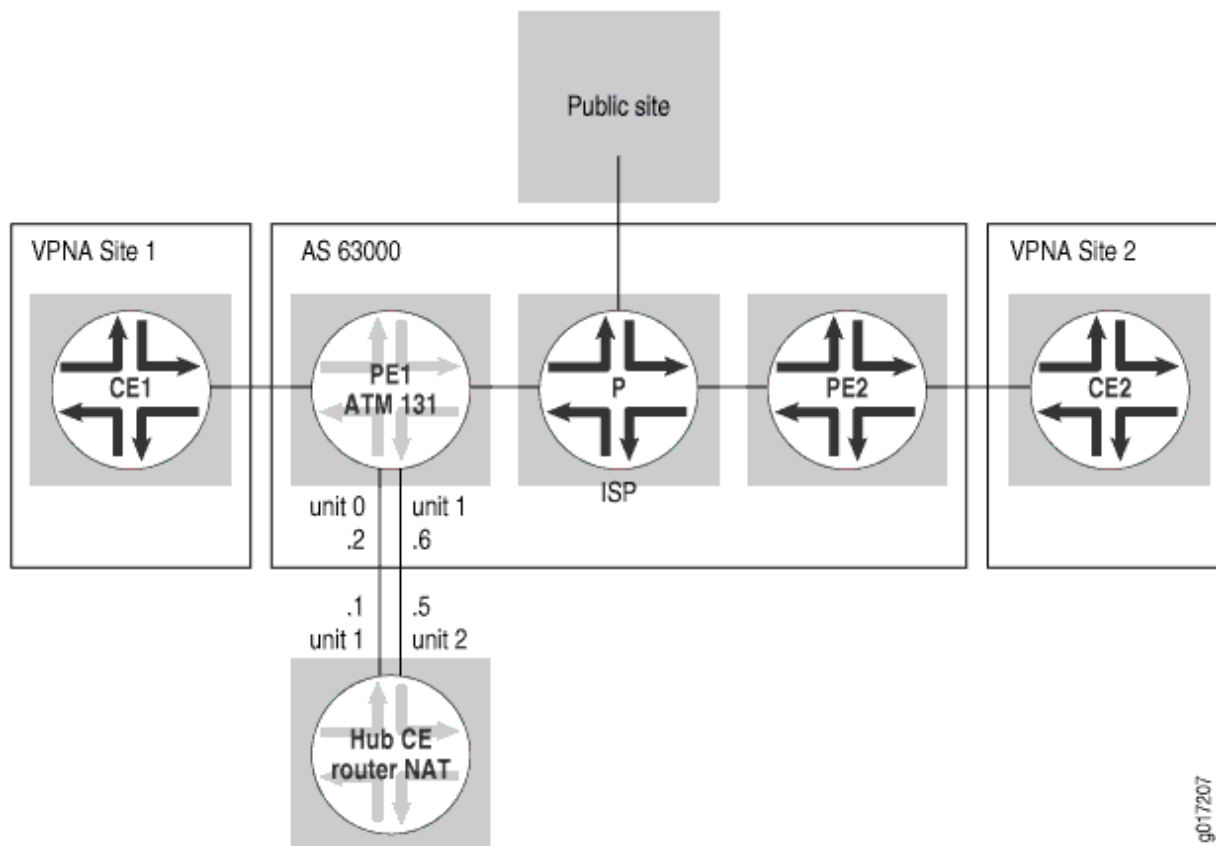 Public site
VPNA Site 1
AS 63000
VPNA Site 2
CE1
PE1
ATM 131
P
PE2
CE2
ISP
unit 0
unit 1
.2
.6
.1
.5
unit 1
unit 2
Hub CE
router NAT
g017207